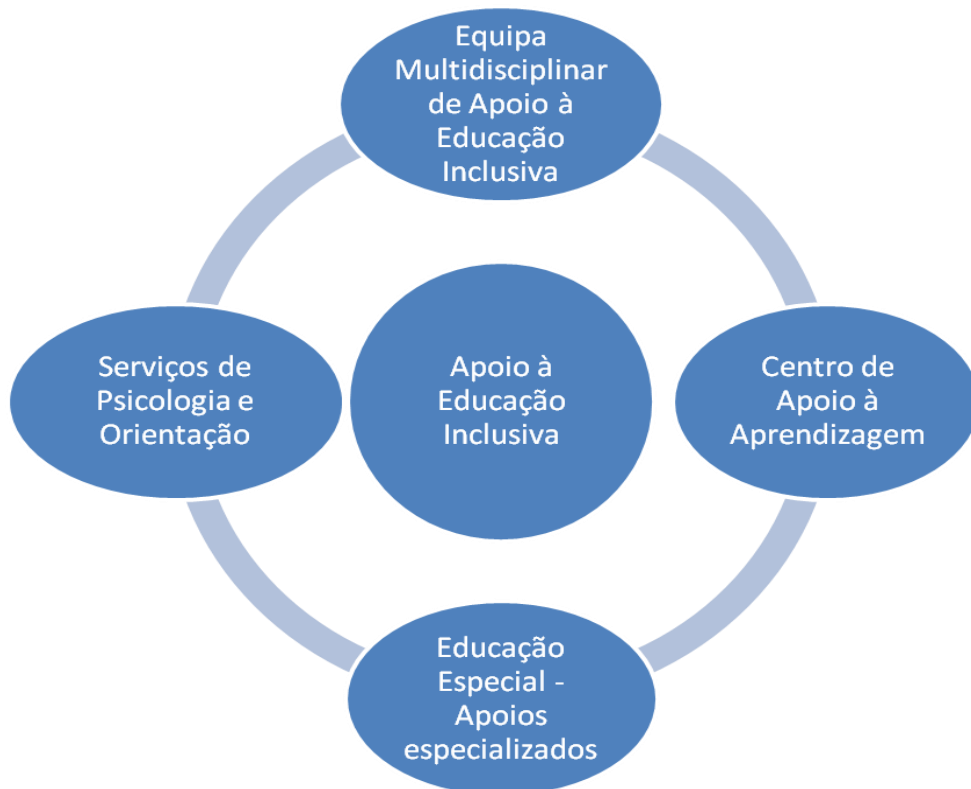 Equipa
Multidisciplinar
de Apoio à
Educação
Inclusiva
Serviços de
Psicologia e
Orientação
Apoio à
Educação
Inclusiva
Centro de
Apoio à
Aprendizagem
Educação
Especial -
Apoios
especializados